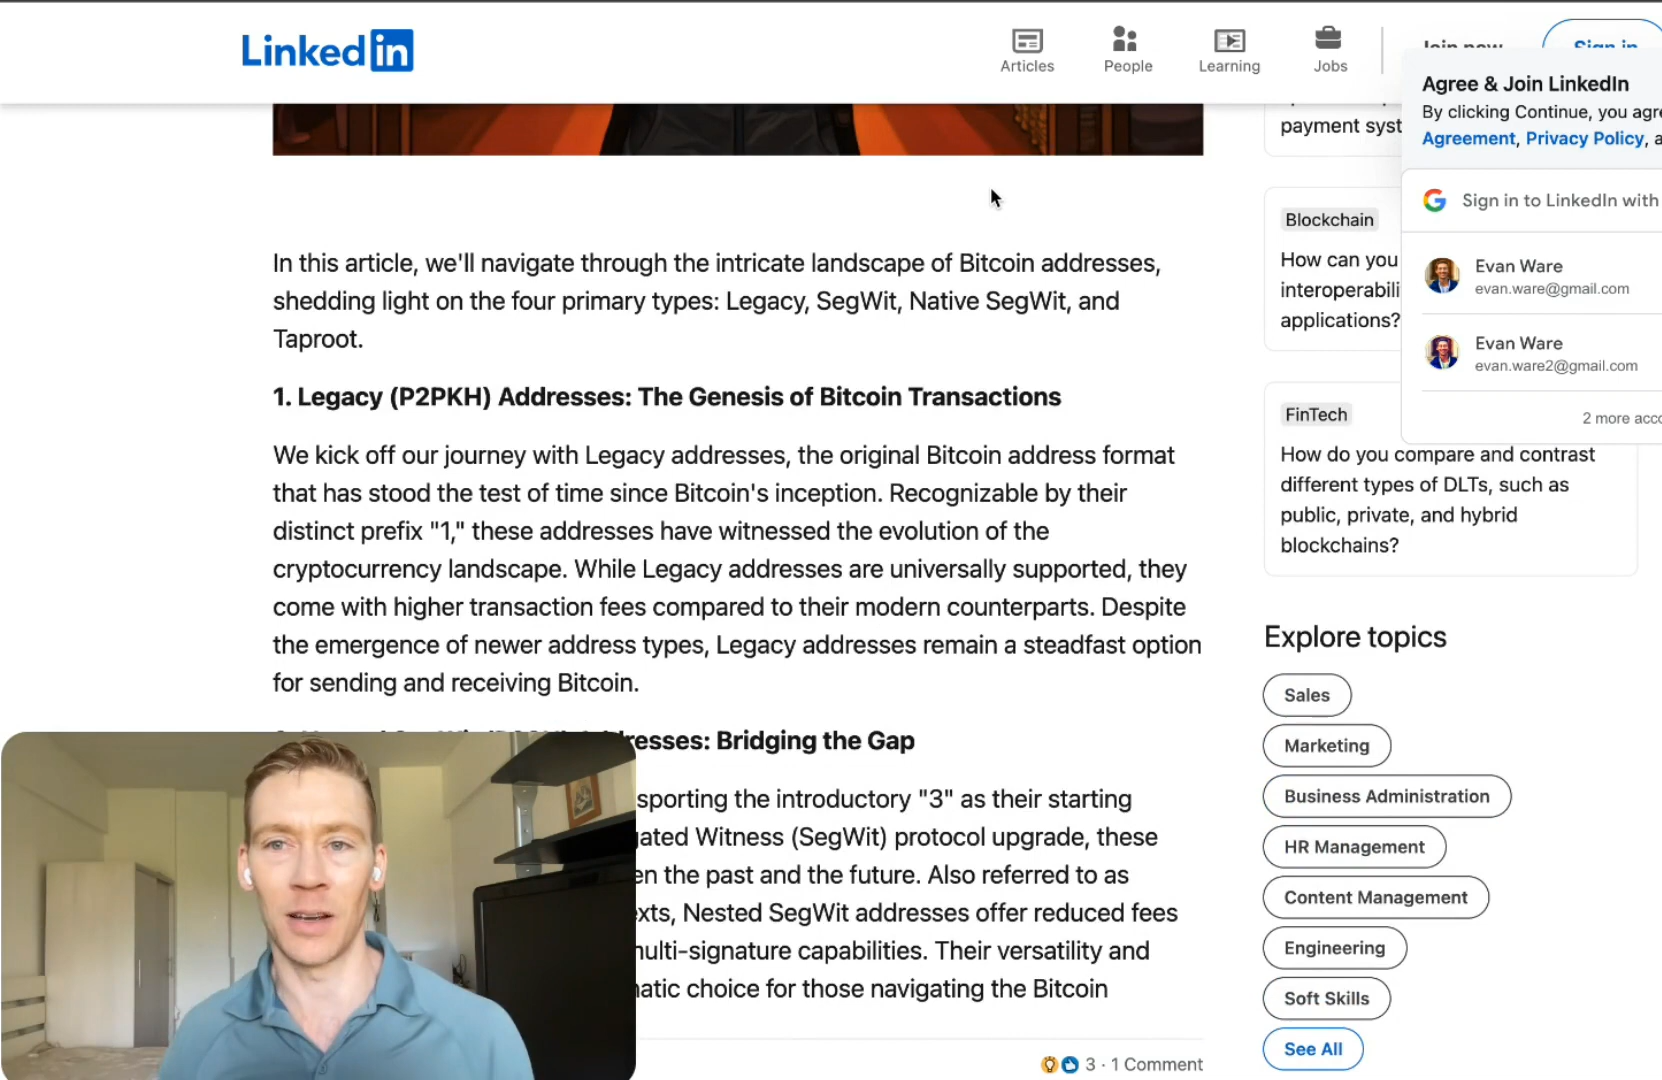 LinkedIn
Articles
People
Learning
Jobs
Join now
Sign in
Agree & Join LinkedIn
By clicking Continue, you
Agreement, Privacy Policy,
Sign in to LinkedIn with
Evan Ware
evan.ware@gmail.com
Evan Ware
evan.ware2@gmail.com
2 more
In this article, we'll navigate through the intricate landscape of Bitcoin addresses,
shedding light on the four primary types: Legacy, SegWit, Native SegWit, and
Taproot.
1. Legacy (P2PKH) Addresses: The Genesis of Bitcoin Transactions
We kick off our journey with Legacy addresses, the original Bitcoin address format
that has stood the test of time since Bitcoin's inception. Recognizable by their
distinct prefix "1," these addresses have witnessed the evolution of the
cryptocurrency landscape. While Legacy addresses are universally supported, they
come with higher transaction fees compared to their modern counterparts. Despite
the emergence of newer address types, Legacy addresses remain a steadfast option
for sending and receiving Bitcoin.
Bridging the Gap
sporting the introductory "3" as their starting
Witness (SegWit) protocol upgrade, these
the past and the future. Also referred to as
Nested SegWit addresses offer reduced fees
capabilities. Their versatility and
choice for those navigating the Bitcoin
3 · 1 Comment
payment
Blockchain
How can you
applications?
FinTech
How do you compare and contrast
different types of DLTs, such as
public, private, and hybrid
blockchains?
Explore topics
Sales
Marketing
Business Administration
HR Management
Content Management
Engineering
Soft Skills
See All